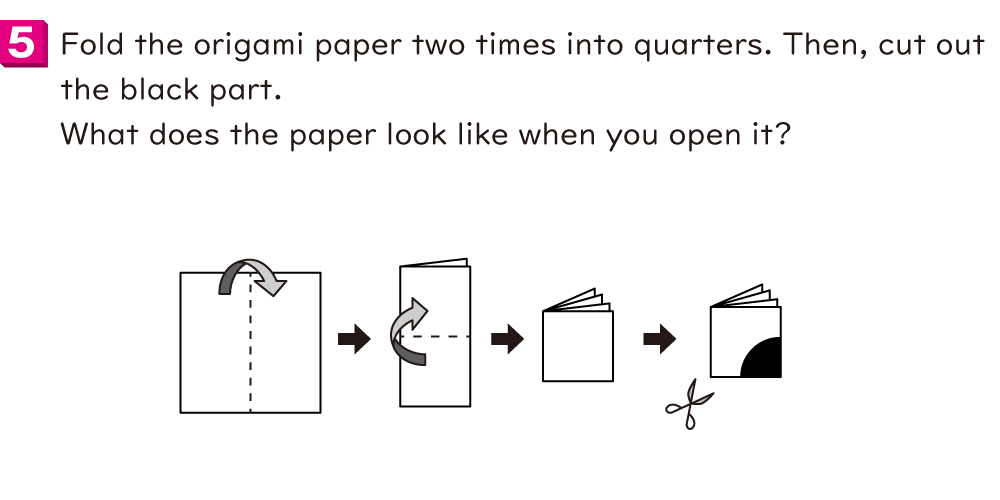 5 Fold the origami paper two times into quarters. Then, cut out
the black part.
What does the paper look like when you open it?